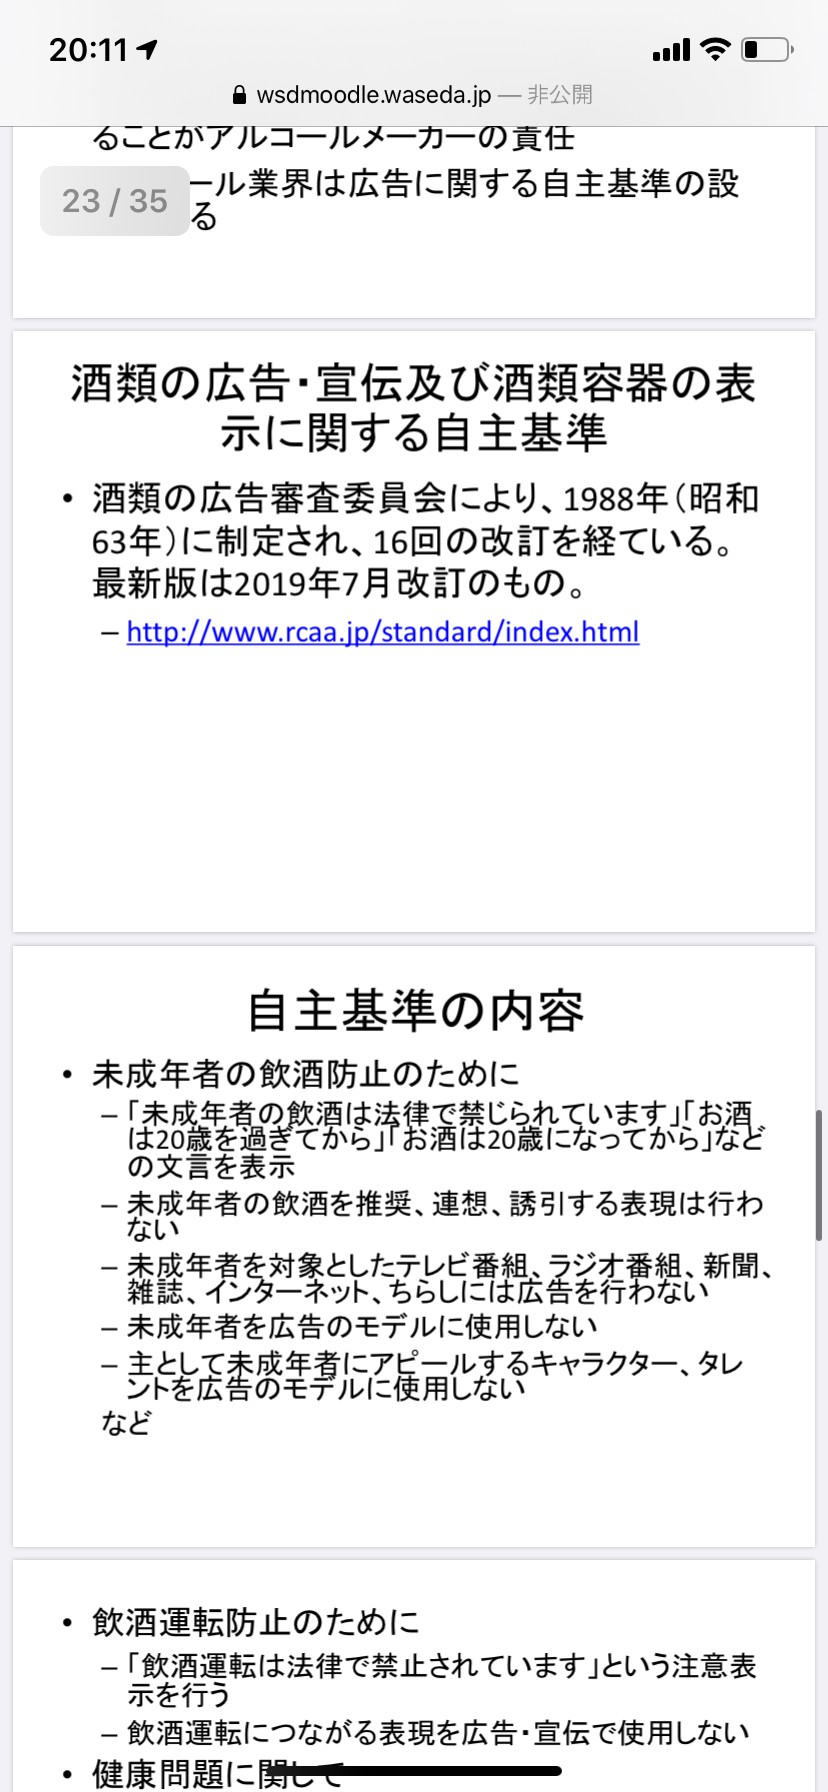 20:11
wsdmoodle.waseda.jp — 非公開
ることがアルコールメーカーの責任
23 / 35
ール業界は広告に関する自主基準の設
る
酒類の広告・宣伝及び酒類容器の表
示に関する自主基準
• 酒類の広告審査委員会により、1988年(昭和
63年)に制定され、16回の改訂を経ている。
最新版は2019年7月改訂のもの。
– http://www.rcaa.jp/standard/index.html
自主基準の内容
• 未成年者の飲酒防止のために
– 「未成年者の飲酒は法律で禁じられています」「お酒
は20歳を過ぎてから」「お酒は20歳になってから」など
の文言を表示
– 未成年者の飲酒を推奨、連想、誘引する表現は行わ
ない
– 未成年者を対象としたテレビ番組、ラジオ番組、新聞、
雑誌、インターネット、ちらしには広告を行わない
– 未成年者を広告のモデルに使用しない
– 主として未成年者にアピールするキャラクター、タレ
ントを広告のモデルに使用しない
など
• 飲酒運転防止のために
– 「飲酒運転は法律で禁止されています」という注意表
示を行う
– 飲酒運転につながる表現を広告・宣伝で使用しない
• 健康問題に関して